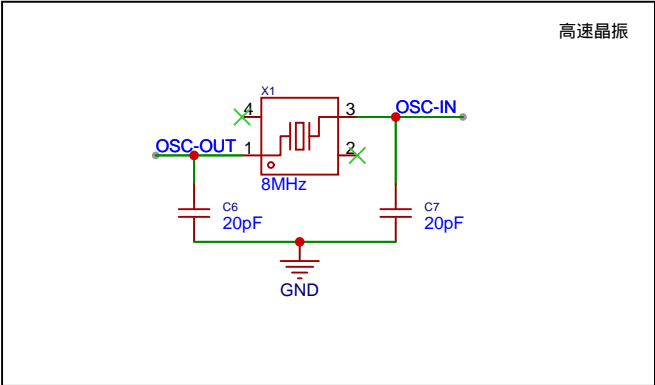 高速晶振
X1
4
3
OSC-IN
OSC-OUT
1
2
8MHz
C6
20pF
C7
20pF
GND